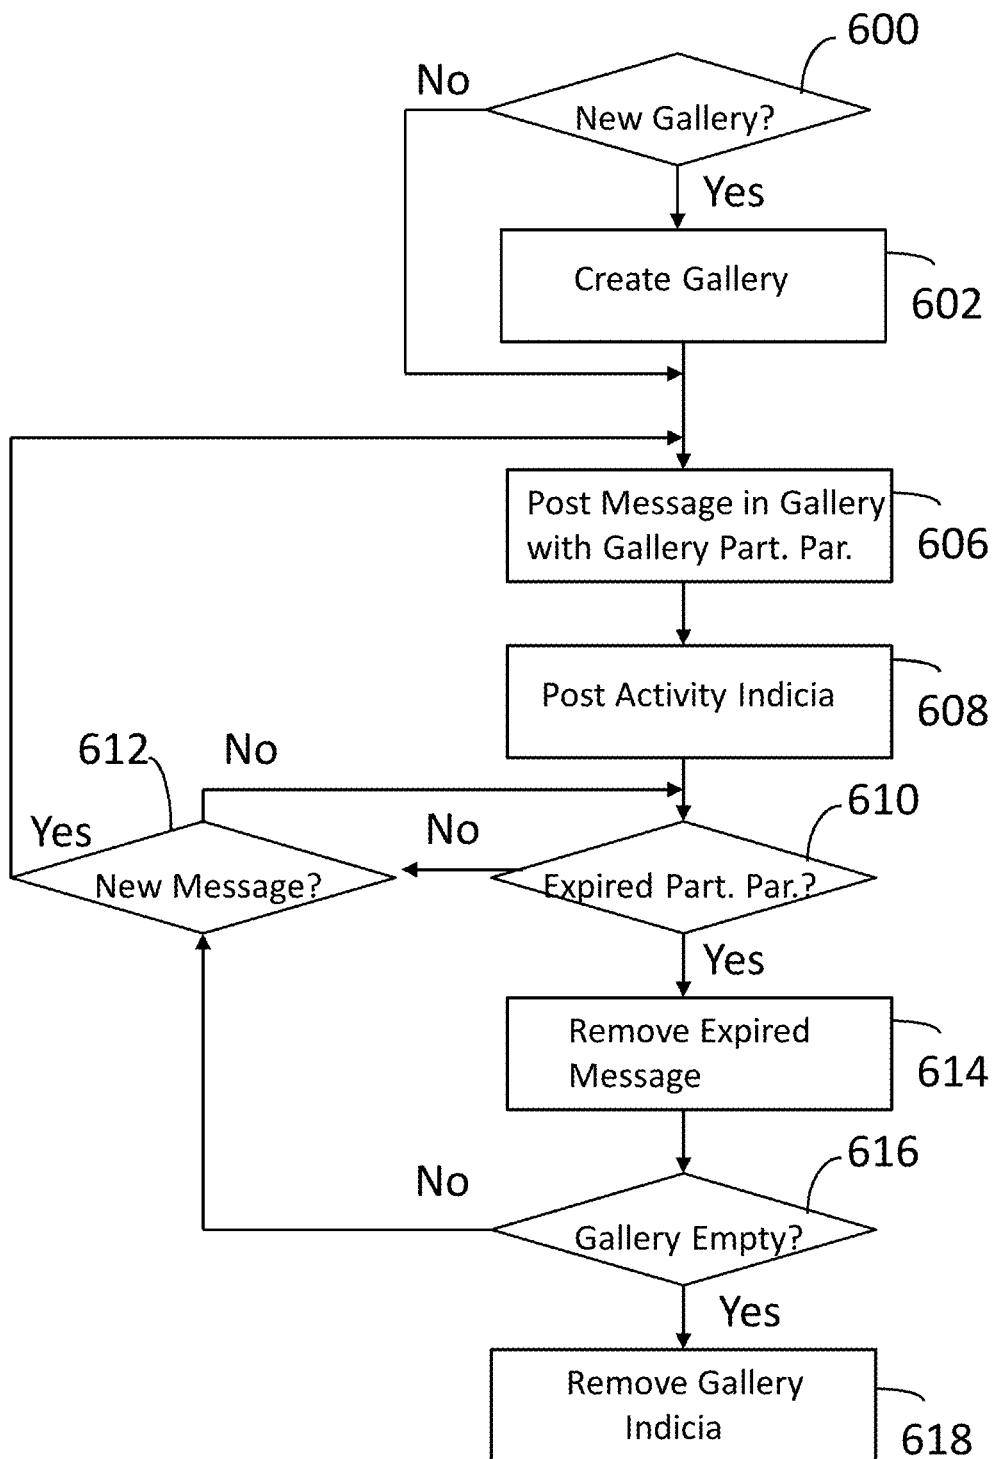 600
No
New Gallery?
Yes
Create Gallery
602
Post Message in Gallery
with Gallery Part. Par.
606
Post Activity Indicia
608
612
No
610
Yes
No
New Message?
Expired Part. Par.?
Yes
Remove Expired
Message
614
616
No
Gallery Empty?
Yes
Remove Gallery
Indicia
618